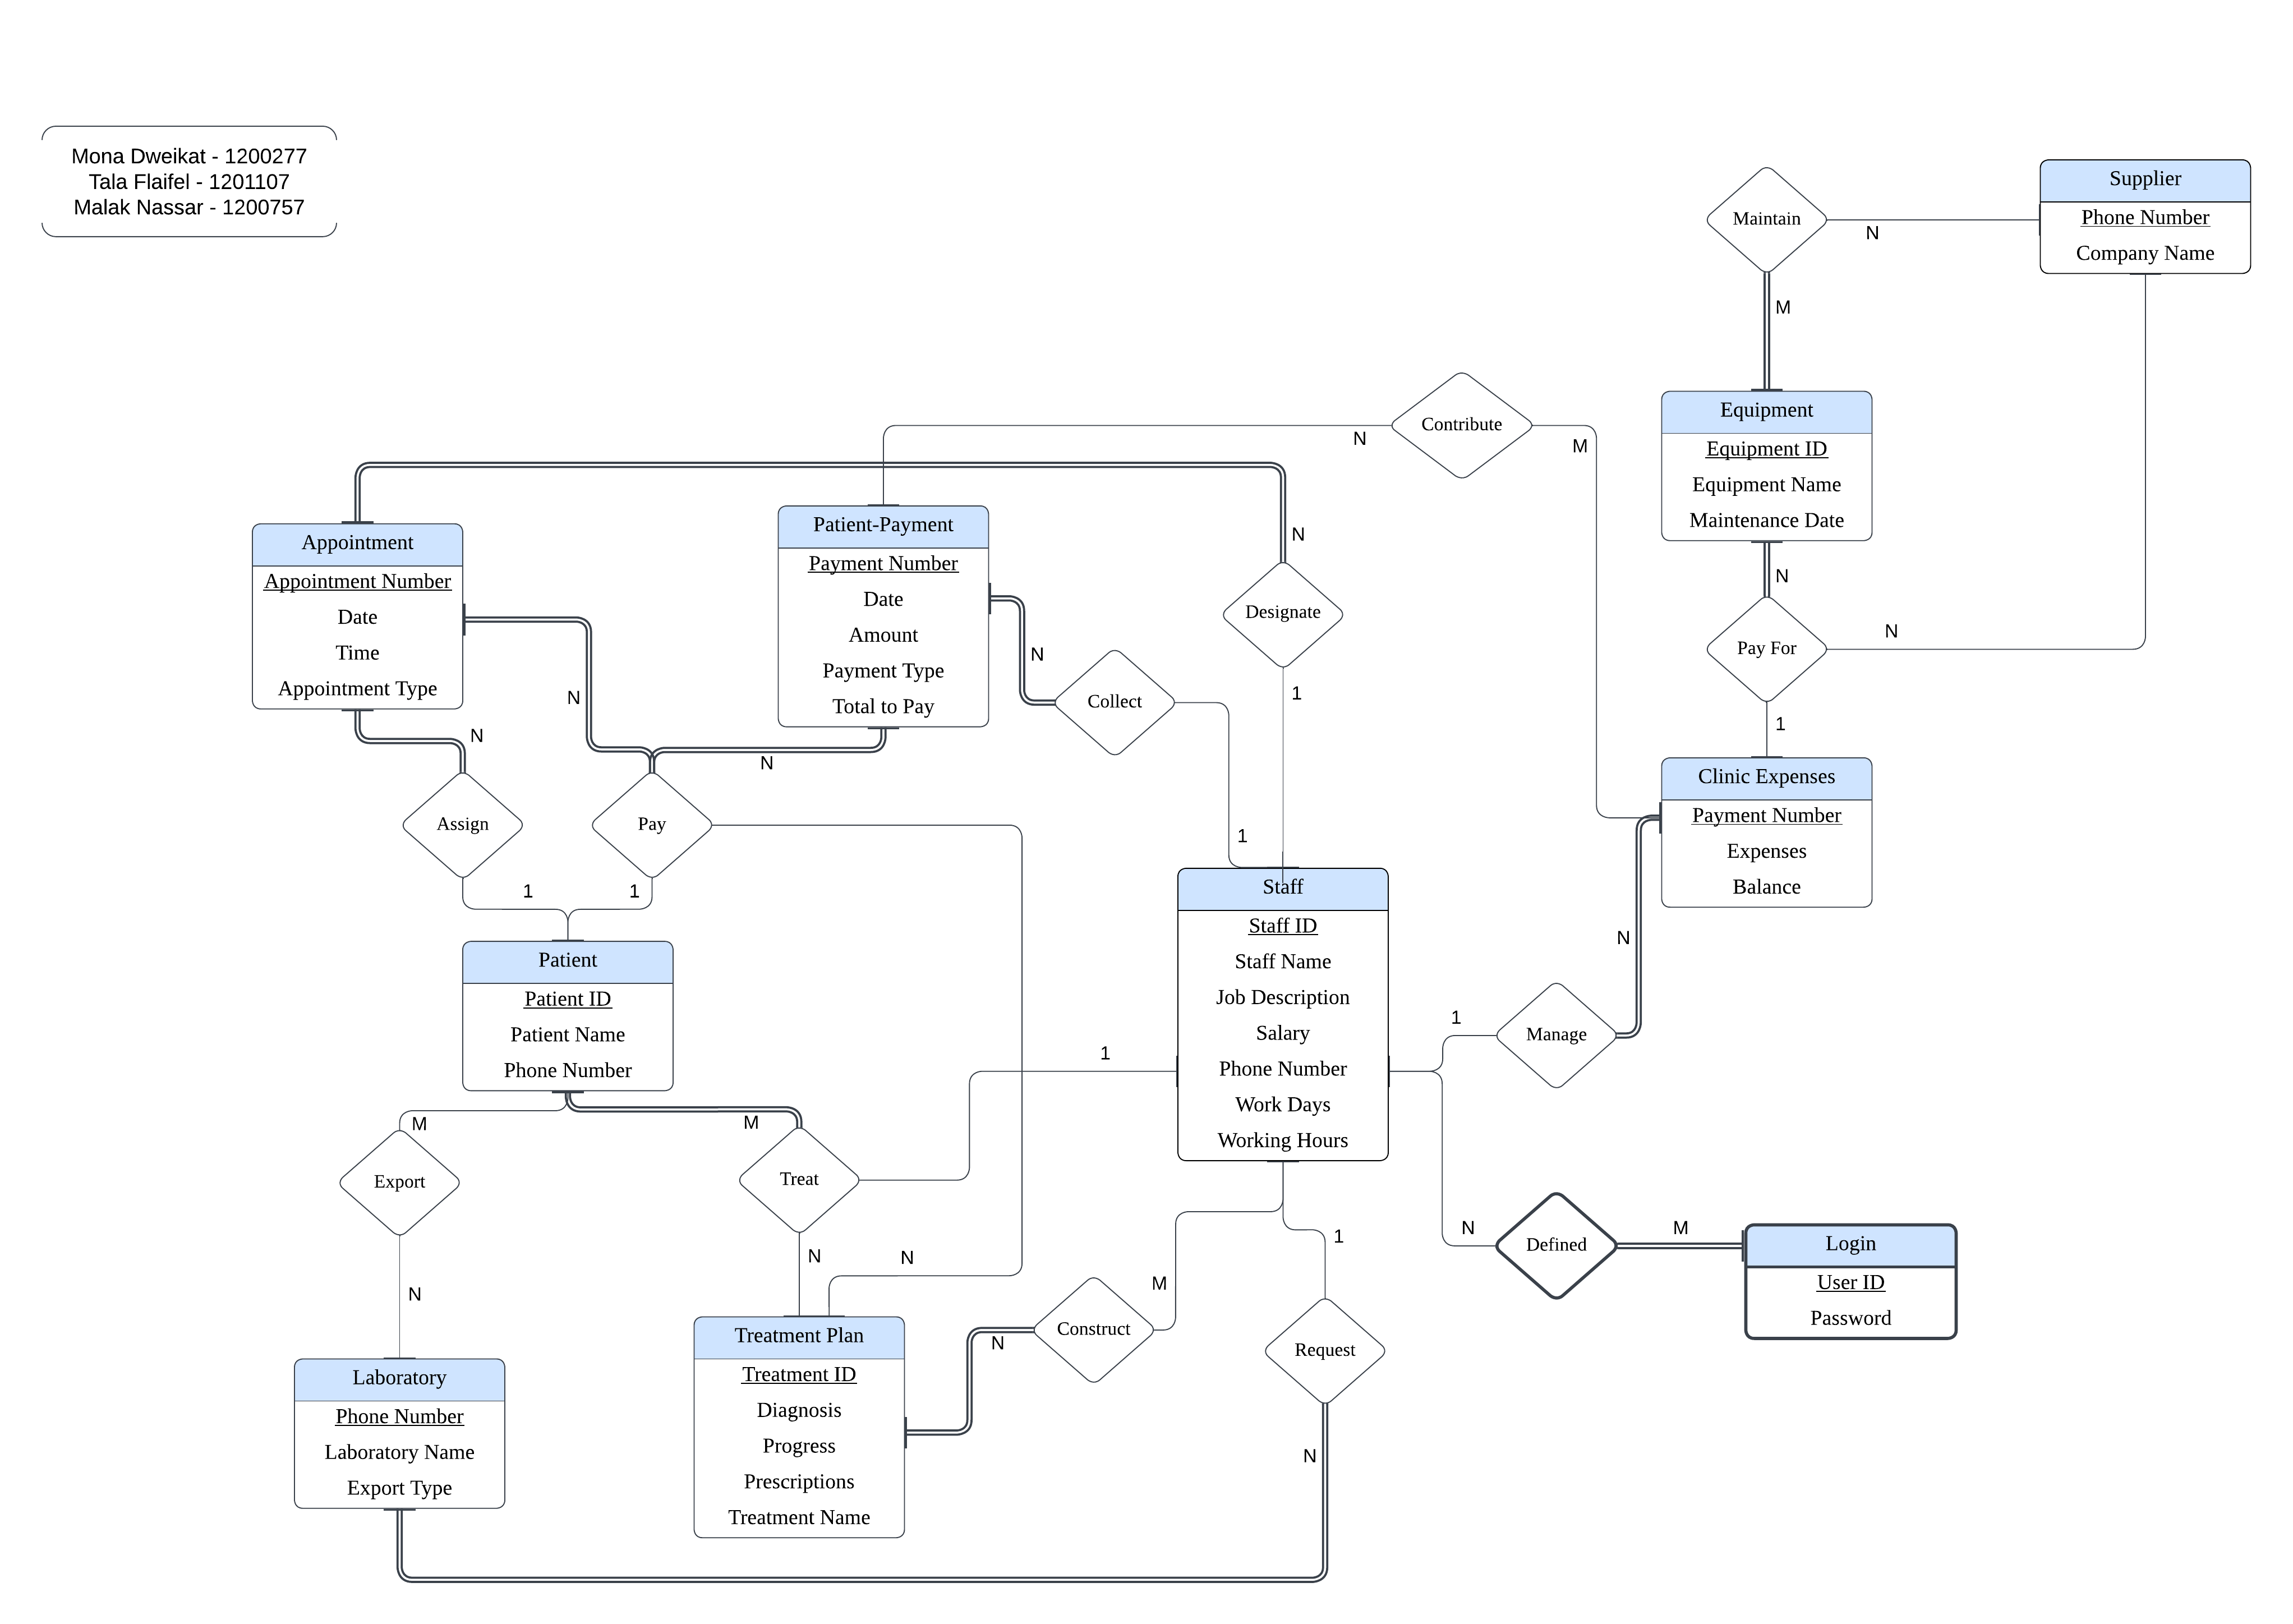 Mona Dweikat - 1200277
Tala Flaifel - 1201107
Malak Nassar - 1200757
Supplier
Phone Number
Company Name
Maintain
N
M
Equipment
Equipment ID
Equipment Name
Maintenance Date
Contribute
N
M
Appointment
Appointment Number
Date
Time
Appointment Type
Patient-Payment
Payment Number
Date
Amount
Payment Type
Total to Pay
N
Designate
1
N
Collect
1
N
Pay For
N
1
Clinic Expenses
Payment Number
Expenses
Balance
N
N
N
Assign
Pay
1
1
Patient
Patient ID
Patient Name
Phone Number
Staff
Staff ID
Staff Name
Job Description
Salary
Phone Number
Work Days
Working Hours
N
1
Manage
1
M
M
Export
Treat
N
N
N
N
Defined
M
Login
User ID
Password
1
M
Construct
N
Request
N
Laboratory
Phone Number
Laboratory Name
Export Type
Treatment Plan
Treatment ID
Diagnosis
Progress
Prescriptions
Treatment Name